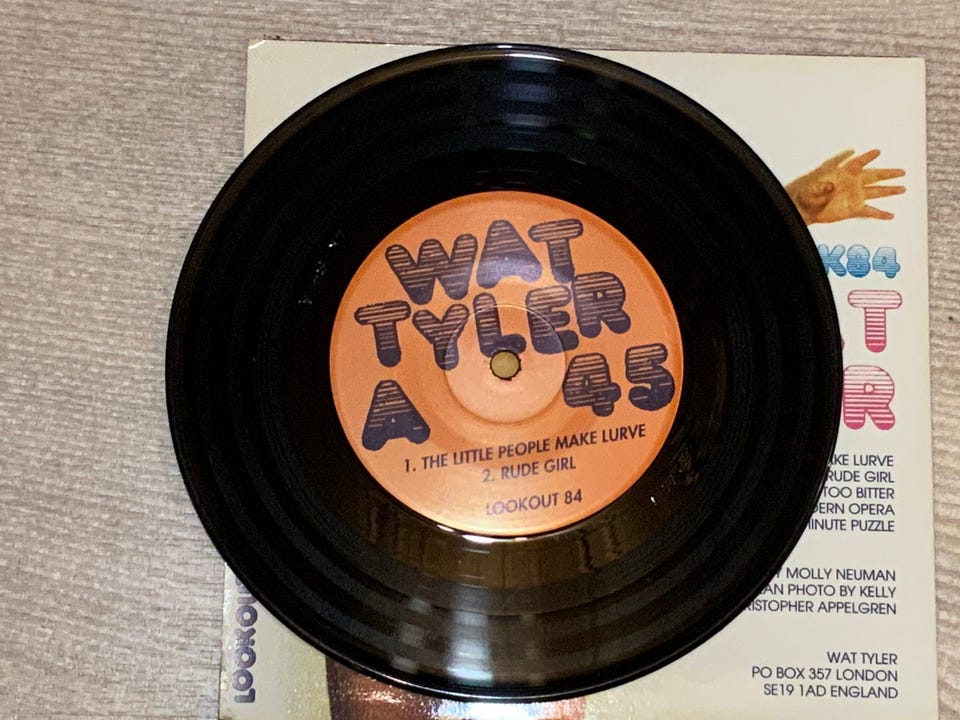 WAT
TYLER
A 45
1. THE LITTLE PEOPLE MAKE LURVE
2. RUDE GIRL
LOOKOUT 84
K84
T
R
KE LURVE
RUDE GIRL
TOO BITTER
DERN OPERA
MINUTE PUZZLE
Y MOLLY NEUMAN
EAN PHOTO BY KELLY
RISTOPHER APPELGREN
WAT TYLER
PO BOX 357 LONDON
SE19 1AD ENGLAND
LOOKOU